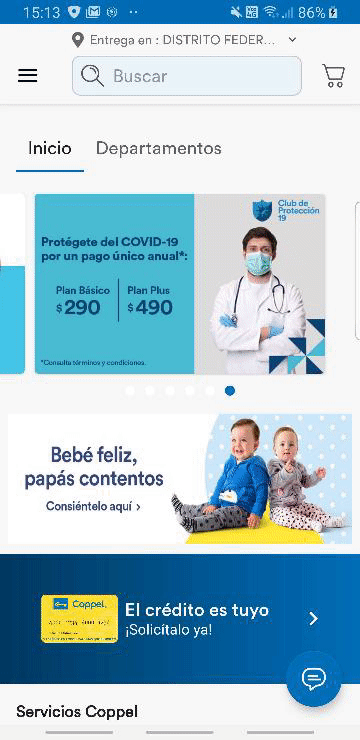 15:13
86%
Entrega en : DISTRITO FEDER...
Buscar
Inicio
Departamentos
Club de
Protección
19
Protégete del COVID-19
por un pago único anual*:
Plan Básico
$290
Plan Plus
$490
*Consulta términos y condiciones.
Bebé feliz,
papás contentos
Consiéntelo aquí >
Coppel.
El crédito es tuyo
¡Solicítalo ya!
Servicios Coppel